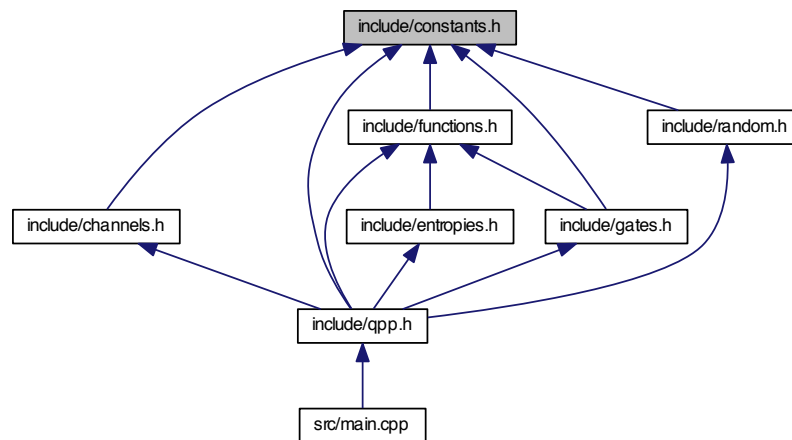 include/constants.h
include/functions.h
include/random.h
include/channels.h
include/entropies.h
include/gates.h
include/qpp.h
src/main.cpp